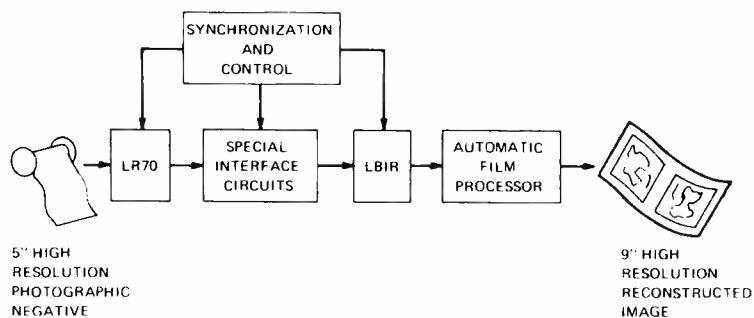 SYNCHRONIZATION
AND
CONTROL
LR70
SPECIAL
INTERFACE
CIRCUITS
LBIR
AUTOMATIC
FILM
PROCESSOR
5" HIGH
RESOLUTION
PHOTOGRAPHIC
NEGATIVE
9" HIGH
RESOLUTION
RECONSTRUCTED
IMAGE